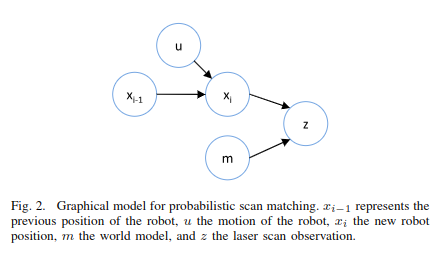 u
x_{i-1}
x_i
z
m
Fig. 2. Graphical model for probabilistic scan matching. x_{i−1} represents the
previous position of the robot, u the motion of the robot, x_i the new robot
position, m the world model, and z the laser scan observation.